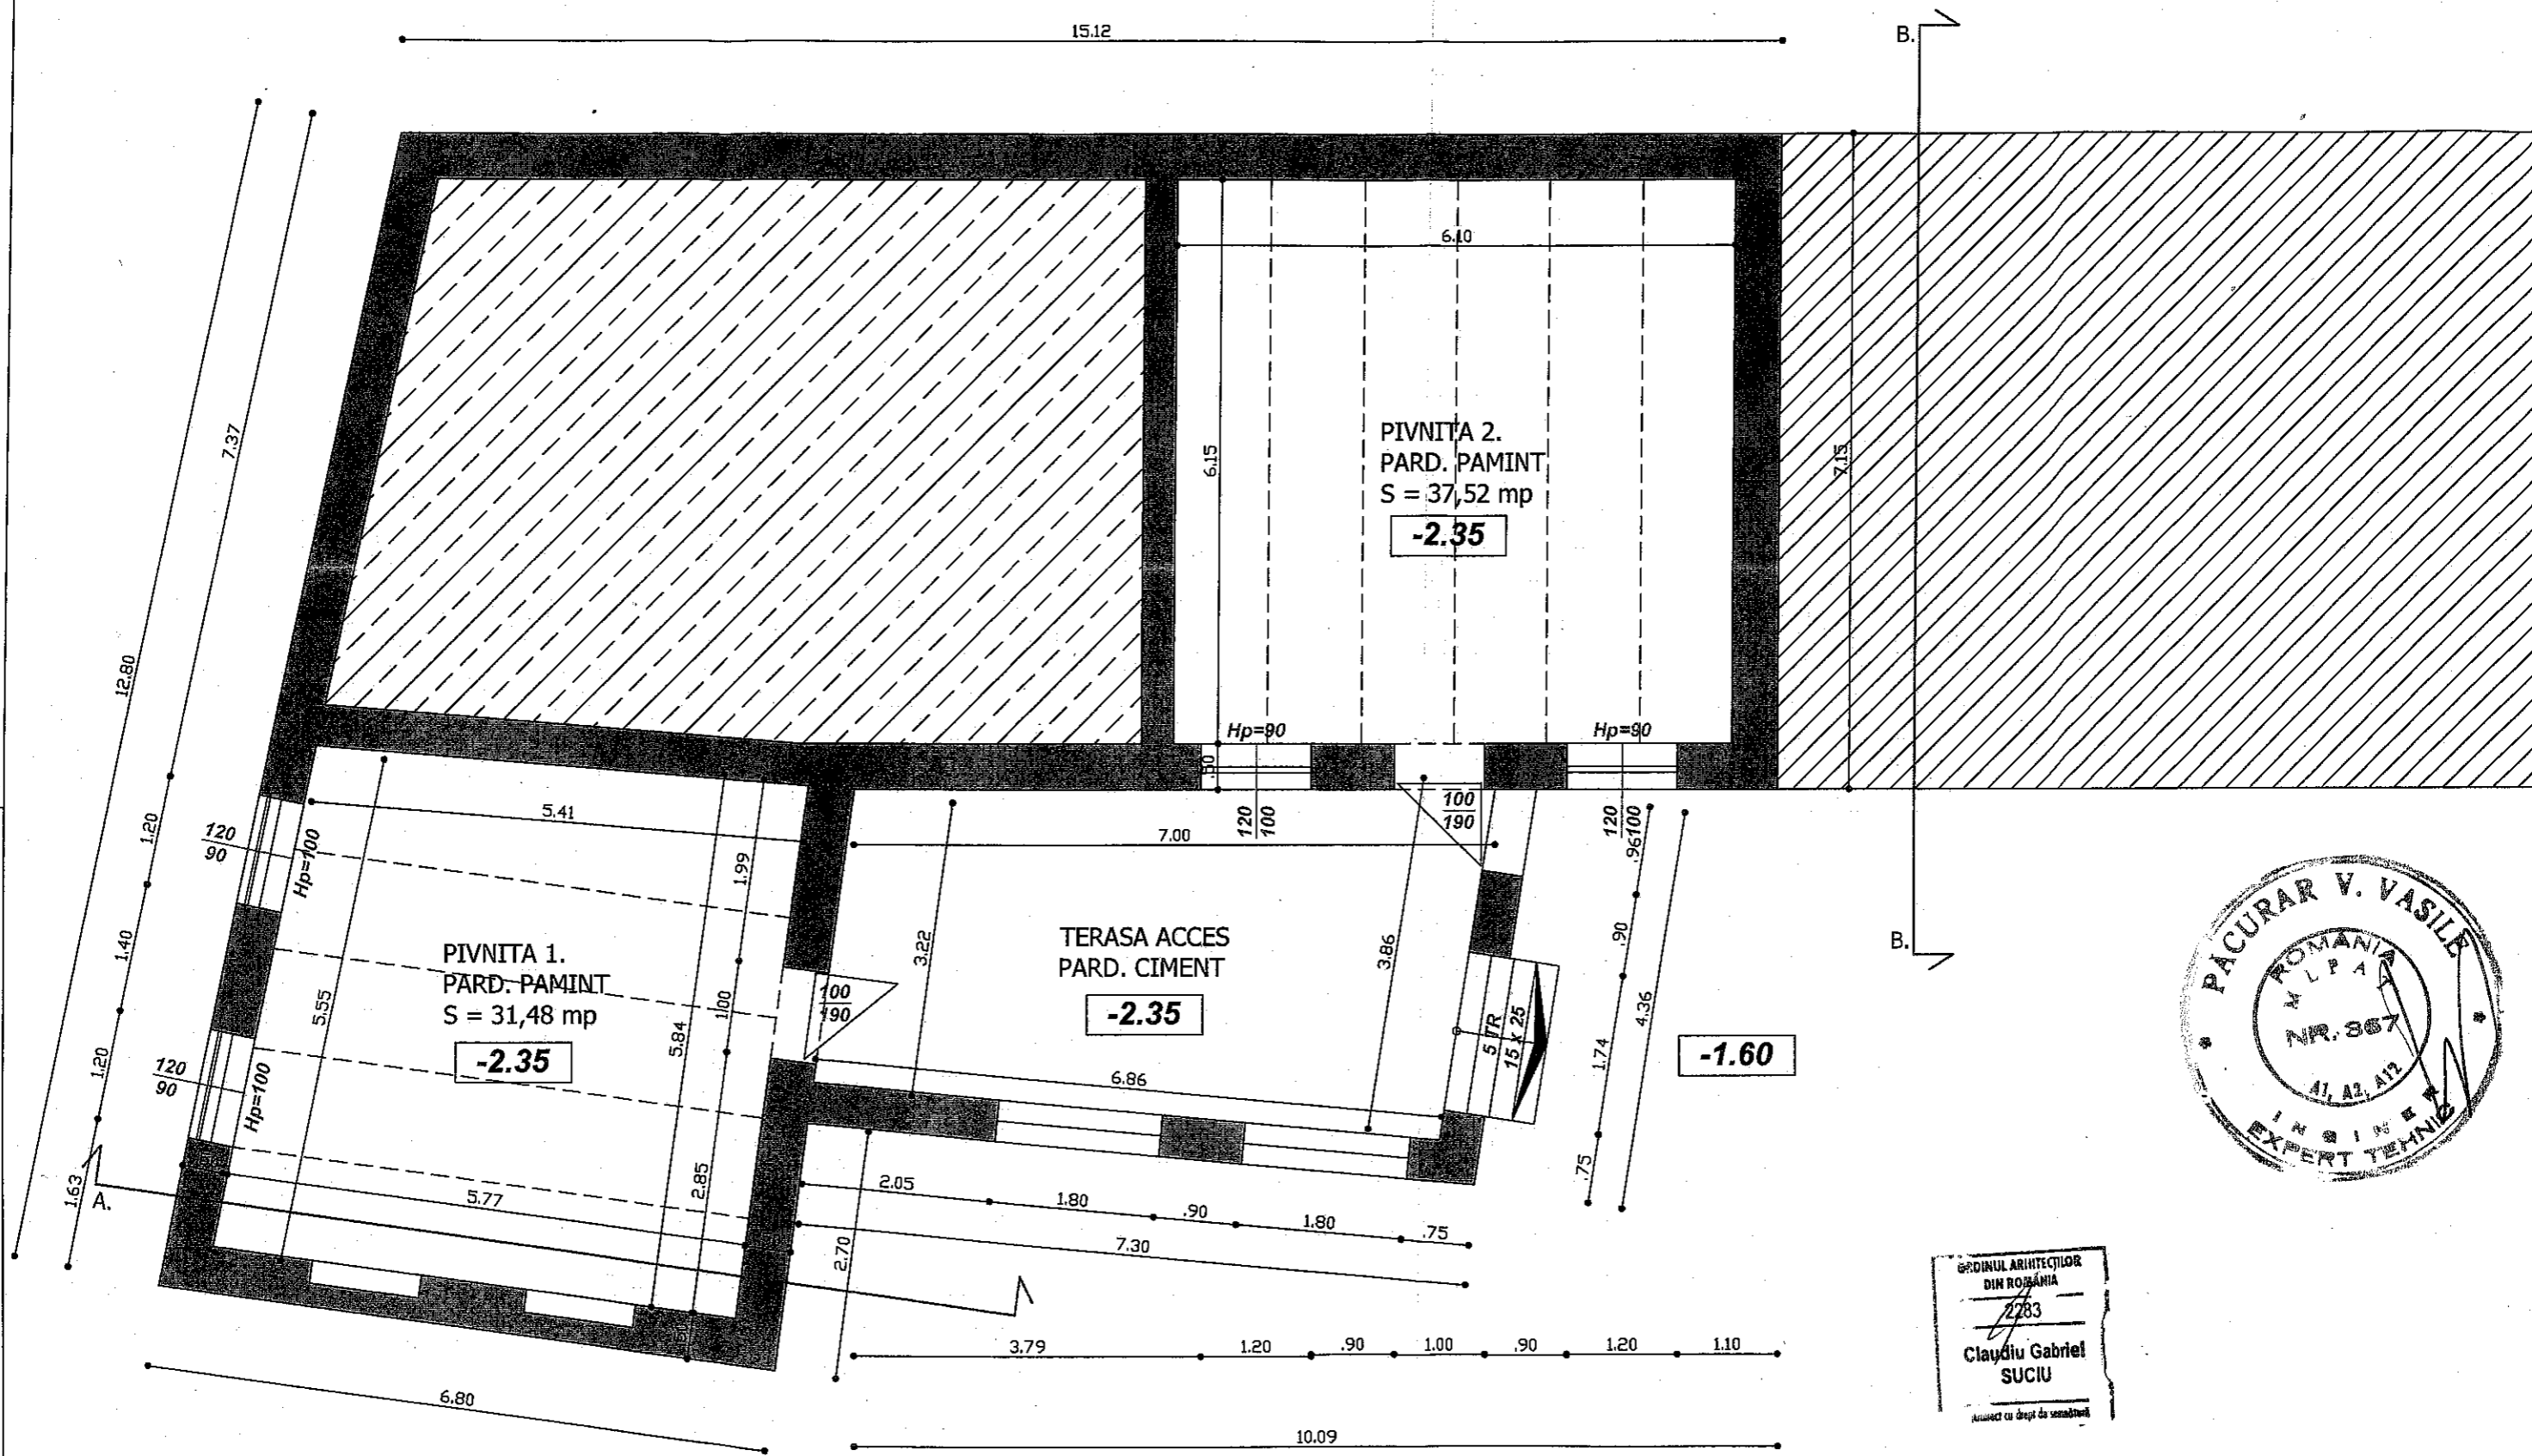 15.12
B.
7.37
12.80
6.10
6.15
7.15
PIVNITA 2.
PARD. PAMINT
S = 37,52 mp
-2.35
Hp=90
Hp=90
.50
120
100
100
190
120
100
.96
7.00
1.20
120
90
Hp=100
5.41
1.99
1.40
PIVNITA 1.
PARD. PAMINT
S = 31,48 mp
-2.35
5.55
5.84
1.00
100
190
3.22
TERASA ACCES
PARD. CIMENT
-2.35
3.86
.90
B.
4.36
5 TR
15 X 25
1.74
-1.60
6.86
1.20
120
90
Hp=100
1.63
A.
5.77
2.85
2.05
1.80
.90
1.80
.75
.75
7.30
2.70
3.79
1.20
.90
1.00
.90
1.20
1.10
6.80
10.09
PACURAR V. VASILE
ROMANIA
M L P A T
NR. 367
A1, A2, A12
INGINER
EXPERT TEHNIC
ORDINUL ARHITECȚILOR
DIN ROMÂNIA
2283
Claudiu Gabriel
SUCIU
cu drept de semnătură